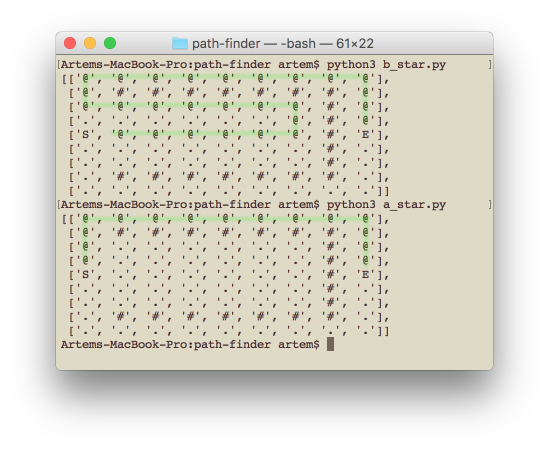 path-finder — -bash — 61×22
[Artems-MacBook-Pro:path-finder artem$ python3 b_star.py ]
[['@', '@', '@', '@', '@', '@', '@', '@', '@'],
['@', '#', '#', '#', '#', '#', '#', '#', '@'],
['@', '@', '@', '@', '@', '@', '@', '#', '@'],
['.', '.', '.', '.', '.', '.', '@', '#', '@'],
['S', '@', '@', '@', '@', '@', '@', '#', 'E'],
['.', '.', '.', '.', '.', '.', '.', '#', '.'],
['.', '.', '.', '.', '.', '.', '.', '#', '.'],
['.', '#', '#', '#', '#', '#', '#', '#', '.'],
['.', '.', '.', '.', '.', '.', '.', '.', '.']]
[Artems-MacBook-Pro:path-finder artem$ python3 a_star.py ]
[['@', '@', '@', '@', '@', '@', '@', '@', '@'],
['@', '#', '#', '#', '#', '#', '#', '#', '@'],
['@', '.', '.', '.', '.', '.', '.', '#', '@'],
['@', '.', '.', '.', '.', '.', '.', '#', '@'],
['S', '.', '.', '.', '.', '.', '.', '#', 'E'],
['.', '.', '.', '.', '.', '.', '.', '#', '.'],
['.', '.', '.', '.', '.', '.', '.', '#', '.'],
['.', '#', '#', '#', '#', '#', '#', '#', '.'],
['.', '.', '.', '.', '.', '.', '.', '.', '.']]
Artems-MacBook-Pro:path-finder artem$